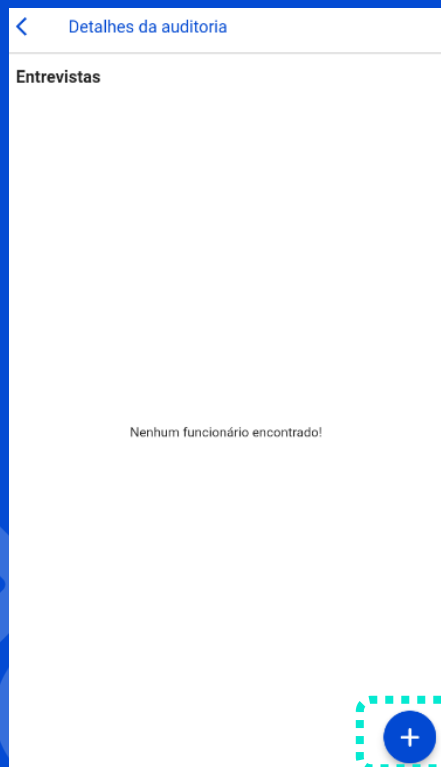 Detalhes da auditoria
Entrevistas
Nenhum funcionário encontrado!